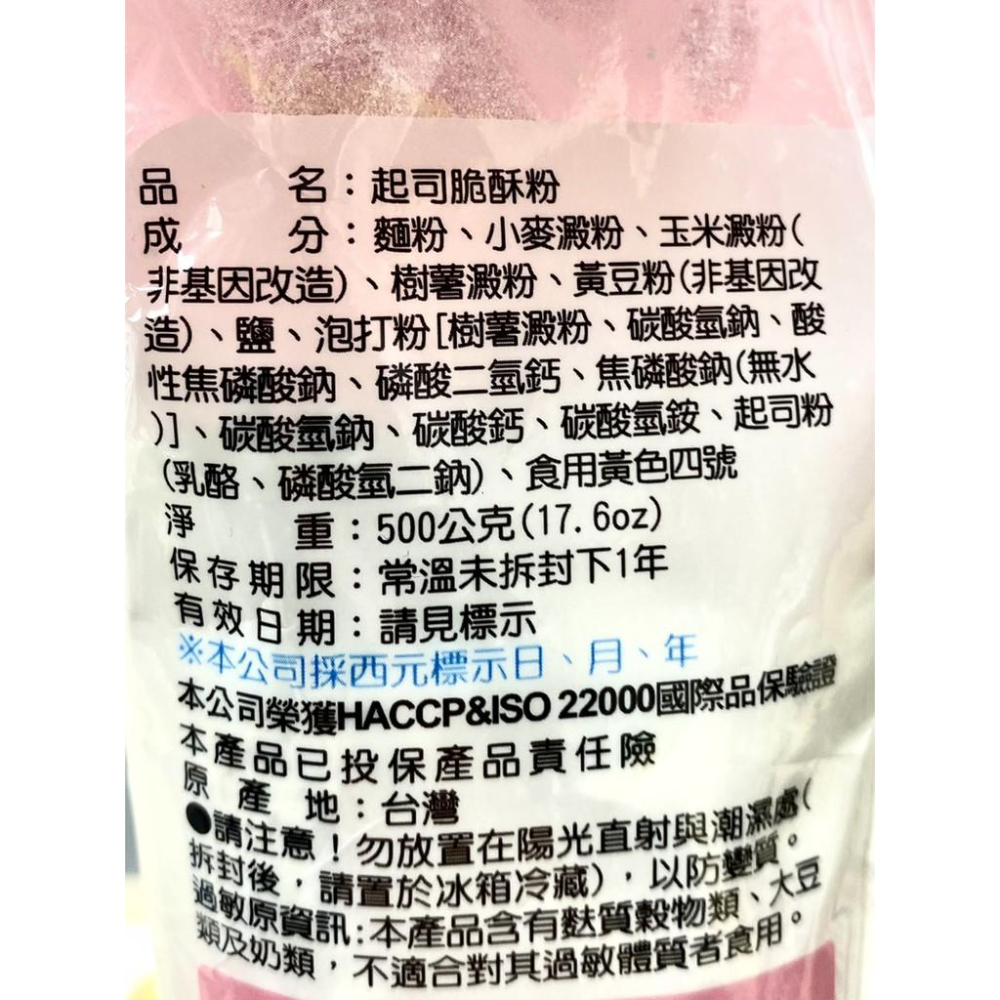 品名：起司脆酥粉
成分：麵粉、小麥澱粉、玉米澱粉(
非基因改造)、樹薯澱粉、黃豆粉(非基因改
造)、鹽、泡打粉[樹薯澱粉、碳酸氫鈉、酸
性焦磷酸鈉、磷酸二氫鈣、焦磷酸鈉(無水
)]、碳酸氫鈉、碳酸鈣、碳酸氫銨、起司粉
(乳酪、磷酸氫二鈉)、食用黃色四號
淨重：500公克(17.6oz)
保存期限：常溫未拆封下1年
有效日期：請見標示
※本公司採西元標示日、月、年
本公司榮獲HACCP&ISO 22000國際品保驗證
本產品已投保產品責任險
原產地：台灣
●請注意！勿放置在陽光直射與潮濕處(
拆封後，請置於冰箱冷藏)，以防變質。
過敏原資訊:本產品含有麩質穀物類、大豆
類及奶類，不適合對其過敏體質者食用。